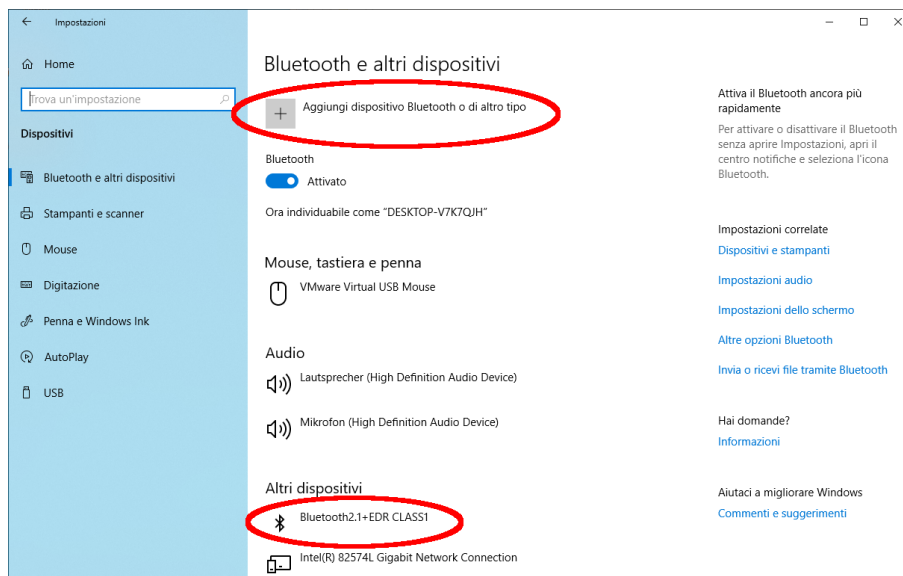 Impostazioni
Home
Trova un'impostazione
Dispositivi
Bluetooth e altri dispositivi
Stampanti e scanner
Mouse
Digitazione
Penna e Windows Ink
AutoPlay
USB
Bluetooth e altri dispositivi
Aggiungi dispositivo Bluetooth o di altro tipo
Bluetooth
Attivato
Ora individuabile come "DESKTOP-V7K7QJH"
Mouse, tastiera e penna
VMware Virtual USB Mouse
Audio
Lautsprecher (High Definition Audio Device)
Mikrofon (High Definition Audio Device)
Altri dispositivi
Bluetooth2.1+EDR CLASS1
Intel(R) 82574L Gigabit Network Connection
Attiva il Bluetooth ancora più
rapidamente
Per attivare o disattivare il Bluetooth
senza aprire Impostazioni, apri il
centro notifiche e seleziona l'icona
Bluetooth.
Impostazioni correlate
Dispositivi e stampanti
Impostazioni audio
Impostazioni dello schermo
Altre opzioni Bluetooth
Invia o ricevi file tramite Bluetooth
Hai domande?
Informazioni
Aiutaci a migliorare Windows
Commenti e suggerimenti